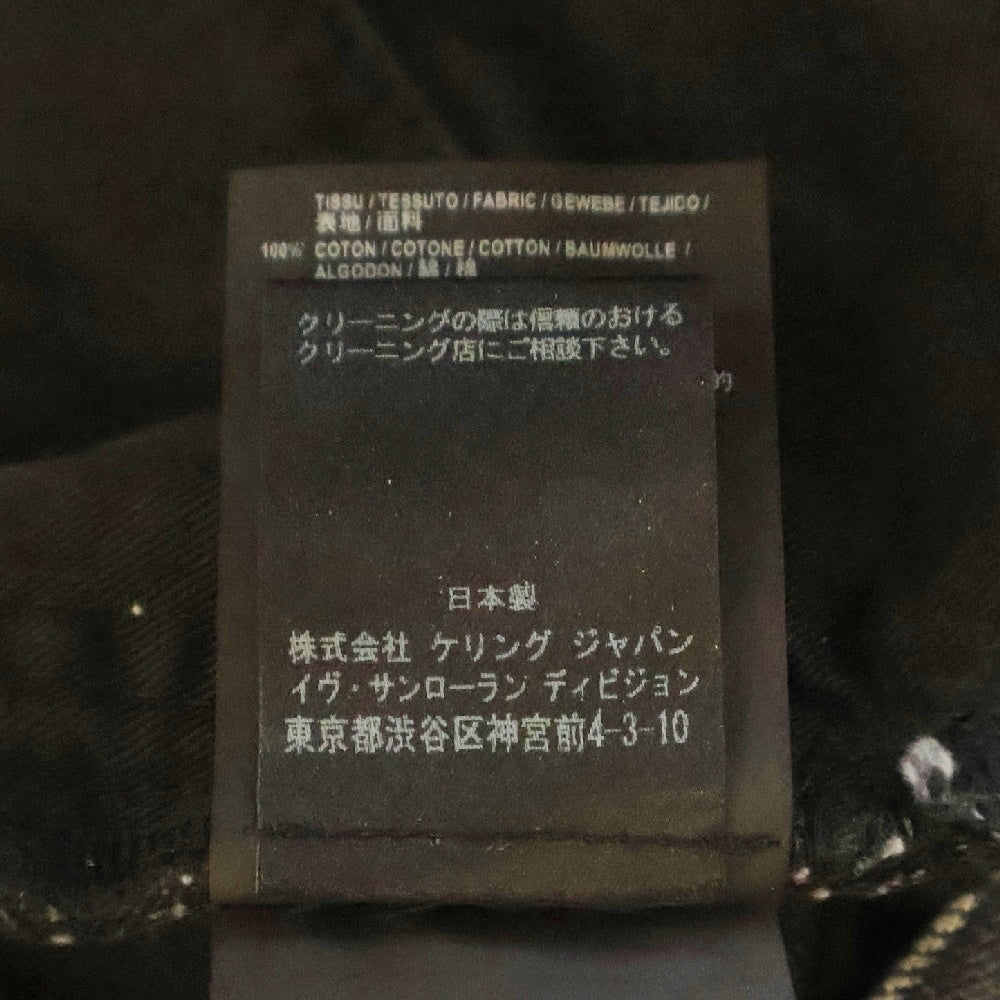 TISSU / TESSUTO / FABRIC / GEWEBE / TEJIDO /
表地 / 面料
100% COTON / COTONE / COTTON / BAUMWOLLE /
ALGODON / 綿 / 棉
クリーニングの際は信頼のおける
クリーニング店にご相談下さい。
的
日本製
株式会社 ケリング ジャパン
イヴ・サンローラン ディビジョン
東京都渋谷区神宮前4-3-10